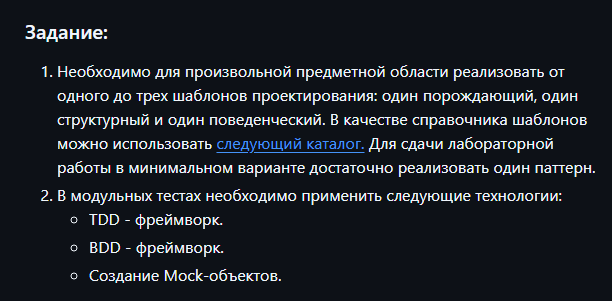 Задание:
1. Необходимо для произвольной предметной области реализовать от
одного до трех шаблонов проектирования: один порождающий, один
структурный и один поведенческий. В качестве справочника шаблонов
можно использовать следующий каталог. Для сдачи лабораторной
работы в минимальном варианте достаточно реализовать один паттерн.
2. В модульных тестах необходимо применить следующие технологии:
○ TDD - фреймворк.
○ BDD - фреймворк.
○ Создание Mock-объектов.